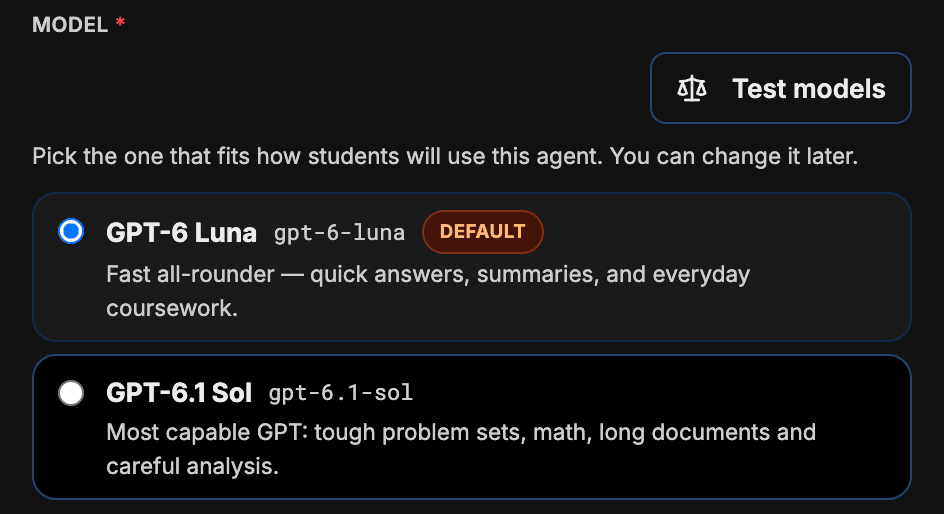 MODEL *
Test models
Pick the one that fits how students will use this agent. You can change it later.
GPT-6 Luna gpt-6-luna DEFAULT
Fast all-rounder — quick answers, summaries, and everyday
coursework.
GPT-6.1 Sol gpt-6.1-sol
Most capable GPT: tough problem sets, math, long documents and
careful analysis.